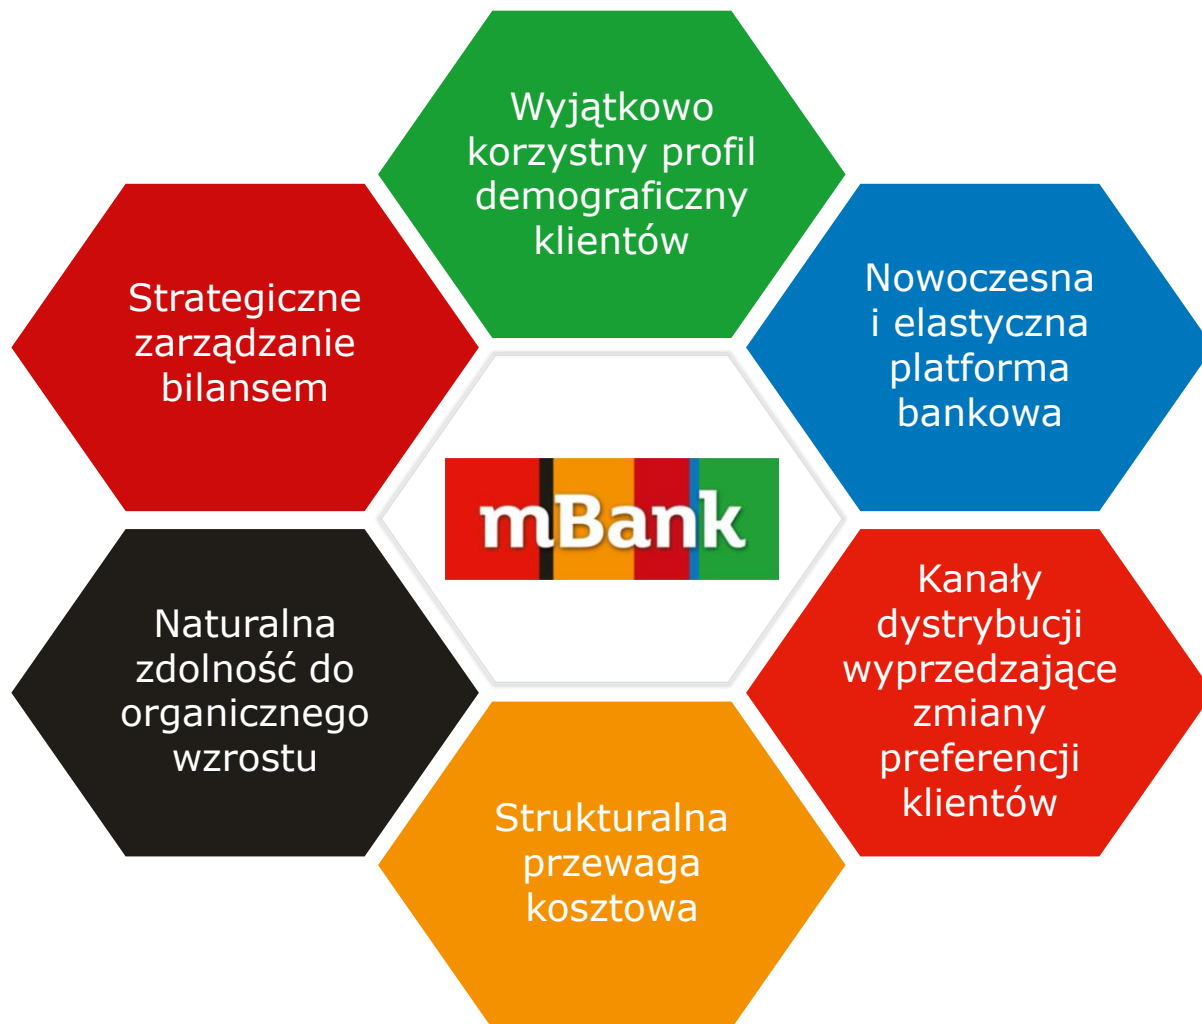 Wyjątkowo
korzystny profil
demograficzny
klientów
Strategiczne
zarządzanie
bilansem
Nowoczesna
i elastyczna
platforma
bankowa
mBank
Naturalna
zdolność do
organicznego
wzrostu
Kanały
dystrybucji
wyprzedzające
zmiany
preferencji
klientów
Strukturalna
przewaga
kosztowa